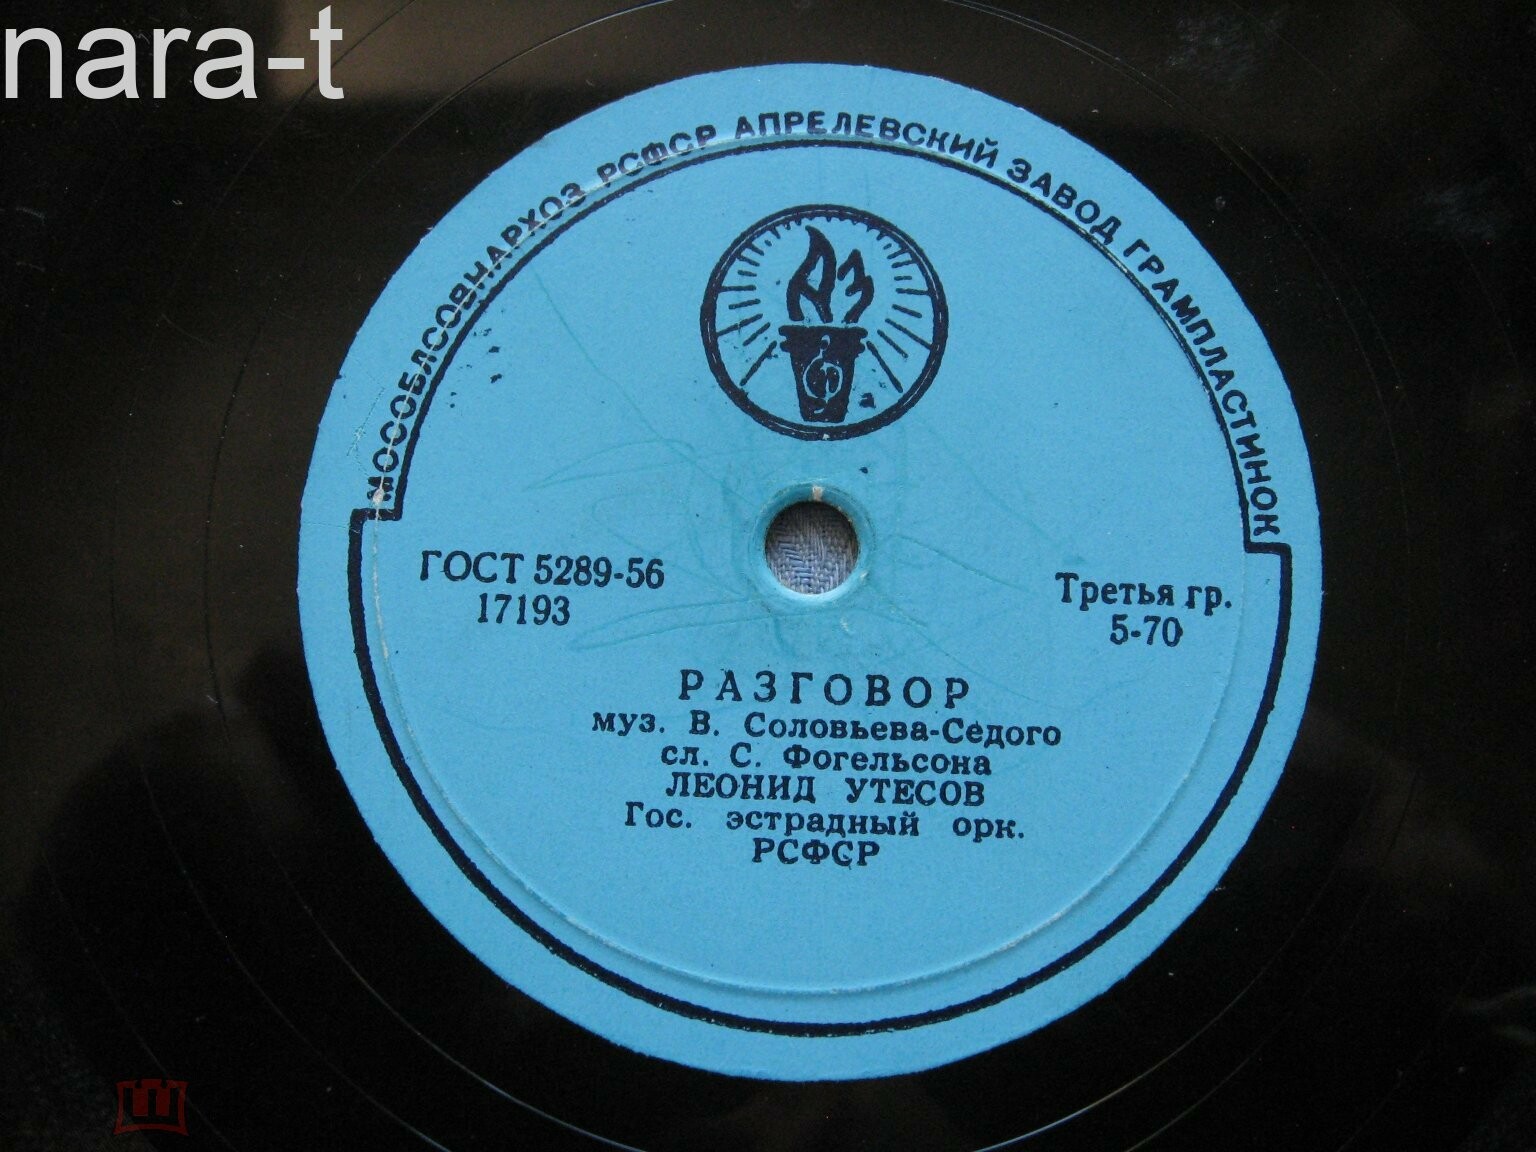 nara-t
МОСОБЛСОВНАРХОЗ РСФСР АПРЕЛЕВСКИЙ ЗАВОД ГРАМПЛАСТИНОК
АЗ
ГОСТ 5289-56
17193
Третья гр.
5-70
РАЗГОВОР
муз. В. Соловьева-Седого
сл. С. Фогельсона
ЛЕОНИД УТЕСОВ
Гос. эстрадный орк.
РСФСР